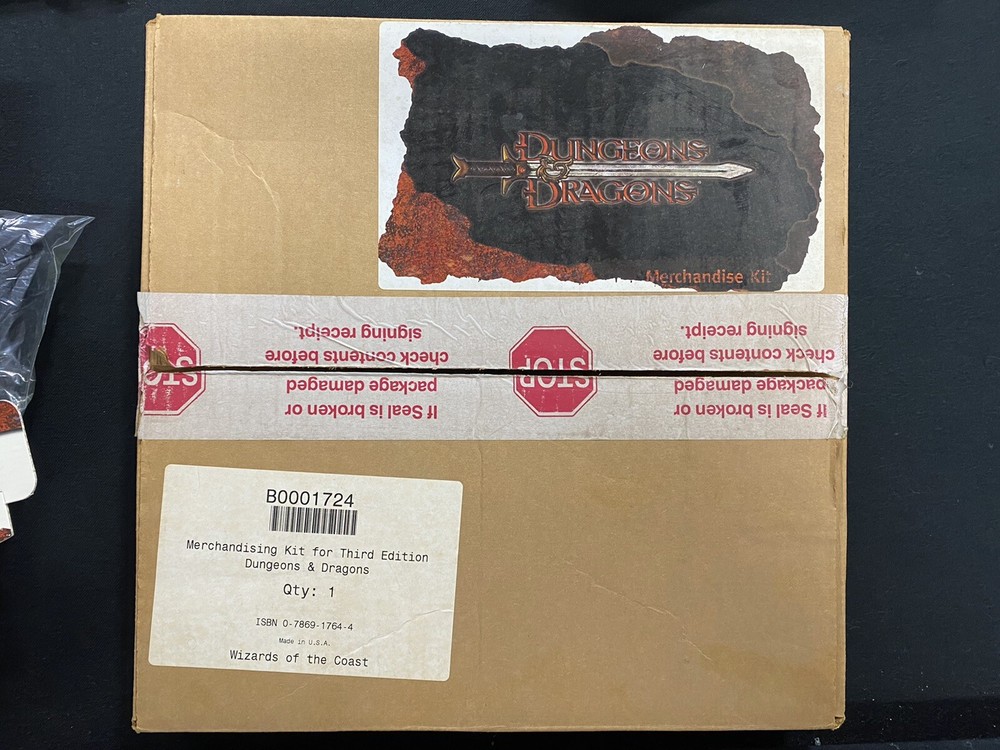 DUNGEONS
DRAGONS
Merchandise Kit
If Seal is broken or
package damaged
check contents before
signing receipt.
STOP
If Seal is broken or
package damaged
check contents before
signing receipt.
STOP
B0001724
Merchandising Kit for Third Edition
Dungeons & Dragons
Qty: 1
ISBN 0-7869-1764-4
Made in U.S.A.
Wizards of the Coast